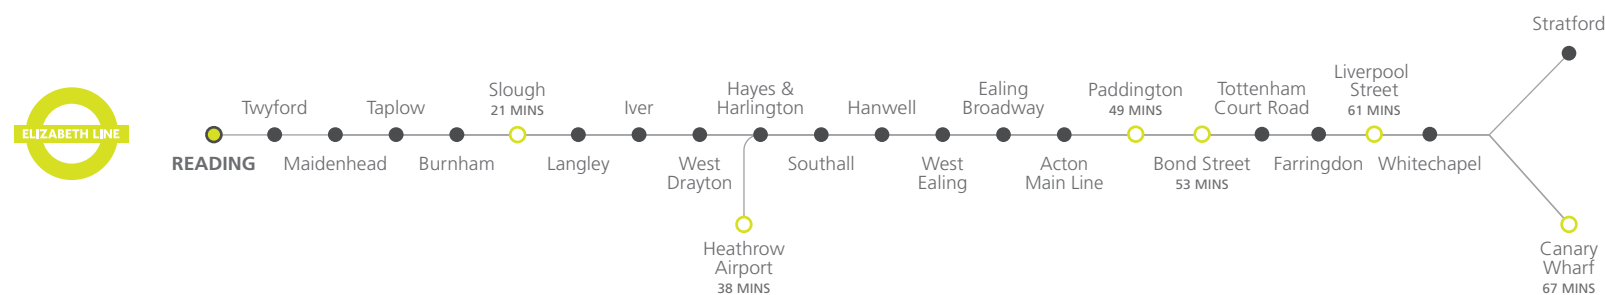 ELIZABETH LINE
READING
Twyford
Maidenhead
Taplow
Burnham
Slough
21 MINS
Langley
Iver
West
Drayton
Hayes &
Harlington
Heathrow
Airport
38 MINS
Southall
Hanwell
West
Ealing
Ealing
Broadway
Acton
Main Line
Paddington
49 MINS
Bond Street
53 MINS
Tottenham
Court Road
Farringdon
Liverpool
Street
61 MINS
Whitechapel
Stratford
Canary
Wharf
67 MINS